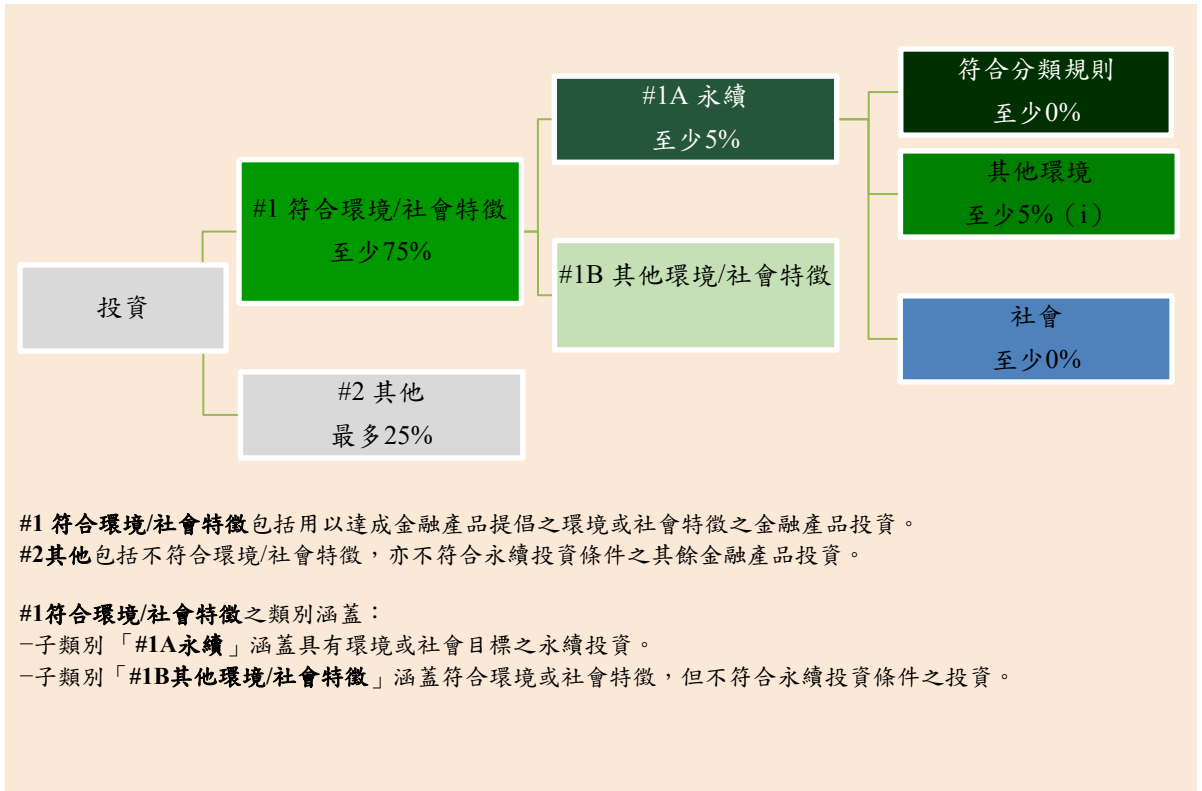 投資
#1 符合環境/社會特徵
至少75%
#2 其他
最多25%
#1A 永續
至少5%
#1B 其他環境/社會特徵
符合分類規則
至少0%
其他環境
至少5%（i）
社會
至少0%
#1 符合環境/社會特徵包括用以達成金融產品提倡之環境或社會特徵之金融產品投資。
#2其他包括不符合環境/社會特徵，亦不符合永續投資條件之其餘金融產品投資。
#1符合環境/社會特徵之類別涵蓋：
−子類別「#1A永續」涵蓋具有環境或社會目標之永續投資。
−子類別「#1B其他環境/社會特徵」涵蓋符合環境或社會特徵，但不符合永續投資條件之投資。